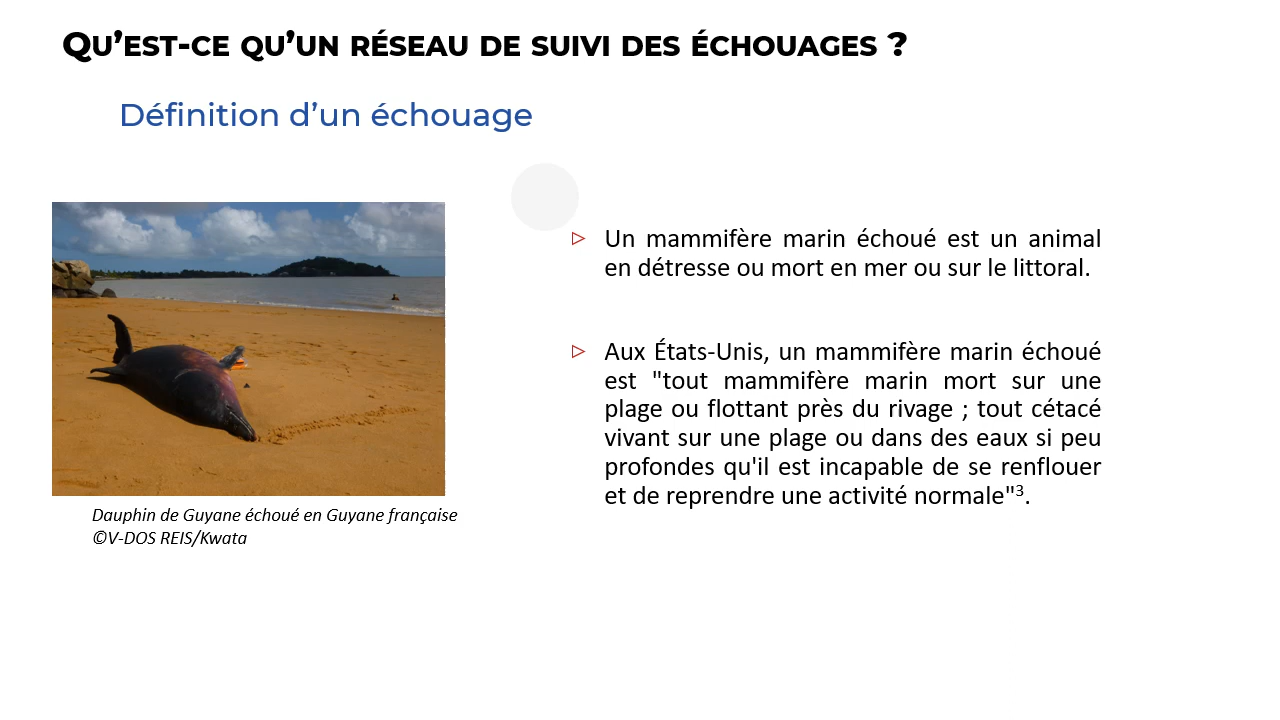 QU’EST-CE QU’UN RÉSEAU DE SUIVI DES ÉCHOUAGES ?
Définition d’un échouage
Un mammifère marin échoué est un animal
en détresse ou mort en mer ou sur le littoral.
Aux États-Unis, un mammifère marin échoué
est "tout mammifère marin mort sur une
plage ou flottant près du rivage ; tout cétacé
vivant sur une plage ou dans des eaux si peu
profondes qu'il est incapable de se renflouer
et de reprendre une activité normale"³.
Dauphin de Guyane échoué en Guyane française
©V-DOS REIS/Kwata